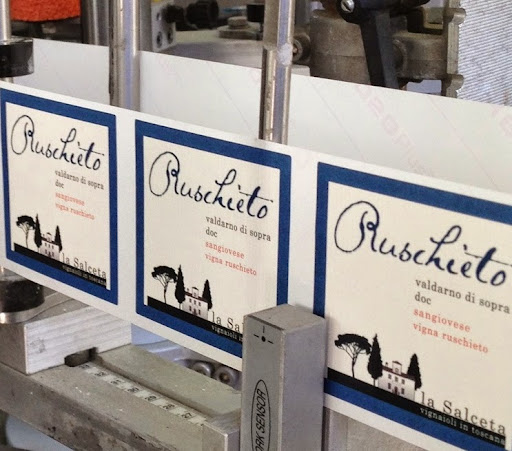 Ruschieto
valdarno di sopra
doc
sangiovese
vigna ruschieto
la Salceta
vignaioli in toscana
Ruschieto
valdarno di sopra
doc
sangiovese
vigna ruschieto
la Salceta
vignaioli in
Ruschieto
valdarno di sopra
doc
sangiovese
vigna ruschieto
la Salceta
vignaioli in toscana
RK SENSOR